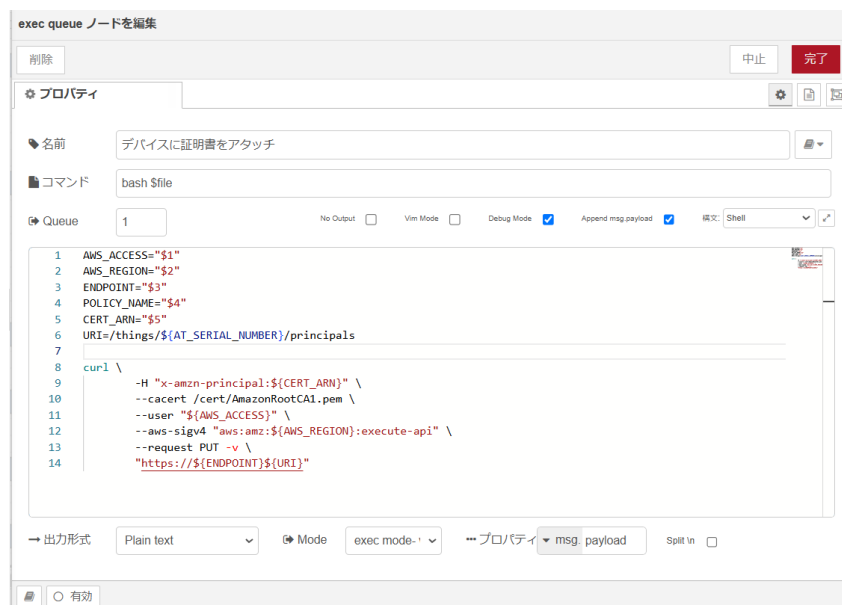 exec queue ノードを編集
削除
中止
完了
プロパティ
名前
デバイスに証明書をアタッチ
コマンド
bash $file
Queue
1
No Output
Vim Mode
Debug Mode
Append msg.payload
構文:
Shell
1 AWS_ACCESS="$1"
2 AWS_REGION="$2"
3 ENDPOINT="$3"
4 POLICY_NAME="$4"
5 CERT_ARN="$5"
6 URI=/things/${AT_SERIAL_NUMBER}/principals
7
8 curl \
9 -H "x-amzn-principal:${CERT_ARN}" \
10 --cacert /cert/AmazonRootCA1.pem \
11 --user "${AWS_ACCESS}" \
12 --aws-sigv4 "aws:amz:${AWS_REGION}:execute-api" \
13 --request PUT -v \
14 "https://${ENDPOINT}${URI}"
出力形式
Plain text
Mode
exec mode-
プロパティ
msg. payload
Split \n
有効